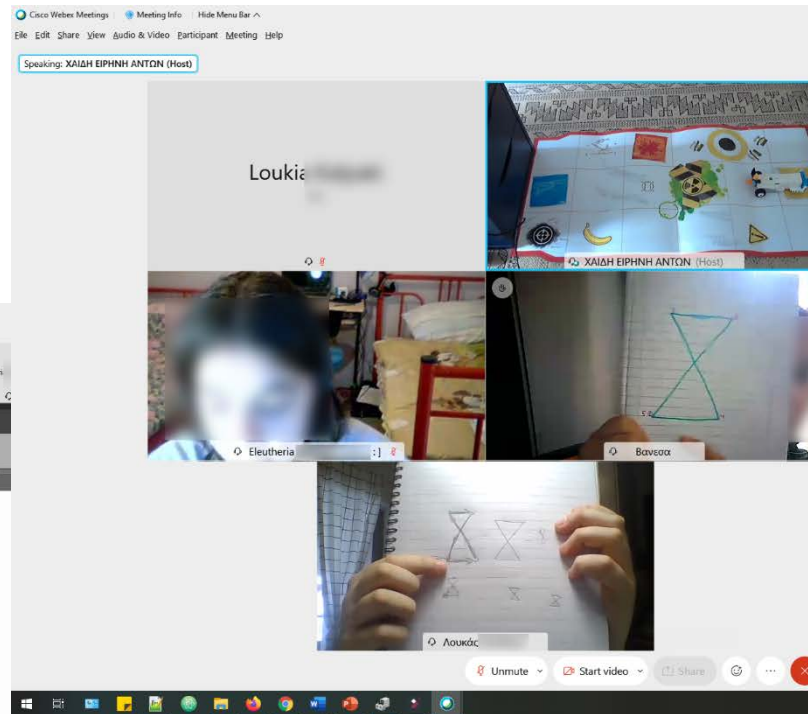 Cisco Webex Meetings Meeting Info Hide Menu Bar
File Edit Share View Audio & Video Participant Meeting Help
Speaking: ΧΑΙΔΗ ΕΙΡΗΝΗ ΑΝΤΩΝ (Host)
Loukia
ΧΑΙΔΗ ΕΙΡΗΝΗ ΑΝΤΩΝ (Host)
Eleutheria :]
Βανεσα
Λουκάς
Unmute Start video Share